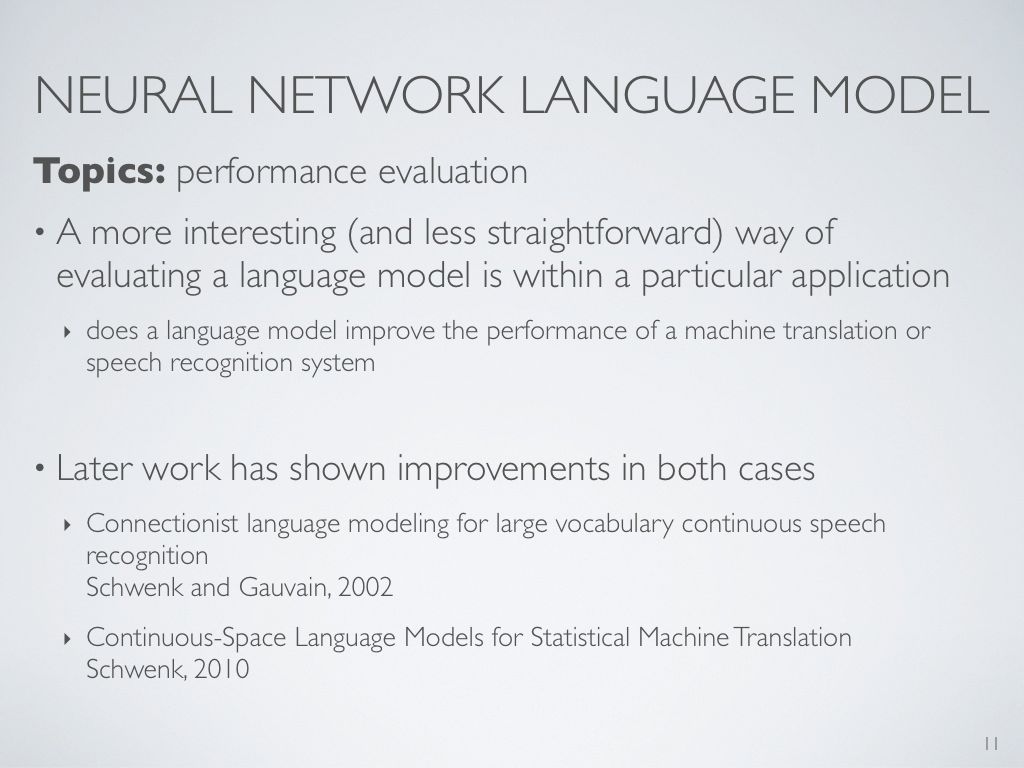 NEURAL NETWORK LANGUAGE MODEL
Topics: performance evaluation
• A more interesting (and less straightforward) way of
evaluating a language model is within a particular application
‣ does a language model improve the performance of a machine translation or
speech recognition system
• Later work has shown improvements in both cases
‣ Connectionist language modeling for large vocabulary continuous speech
recognition
Schwenk and Gauvain, 2002
‣ Continuous-Space Language Models for Statistical Machine Translation
Schwenk, 2010
11